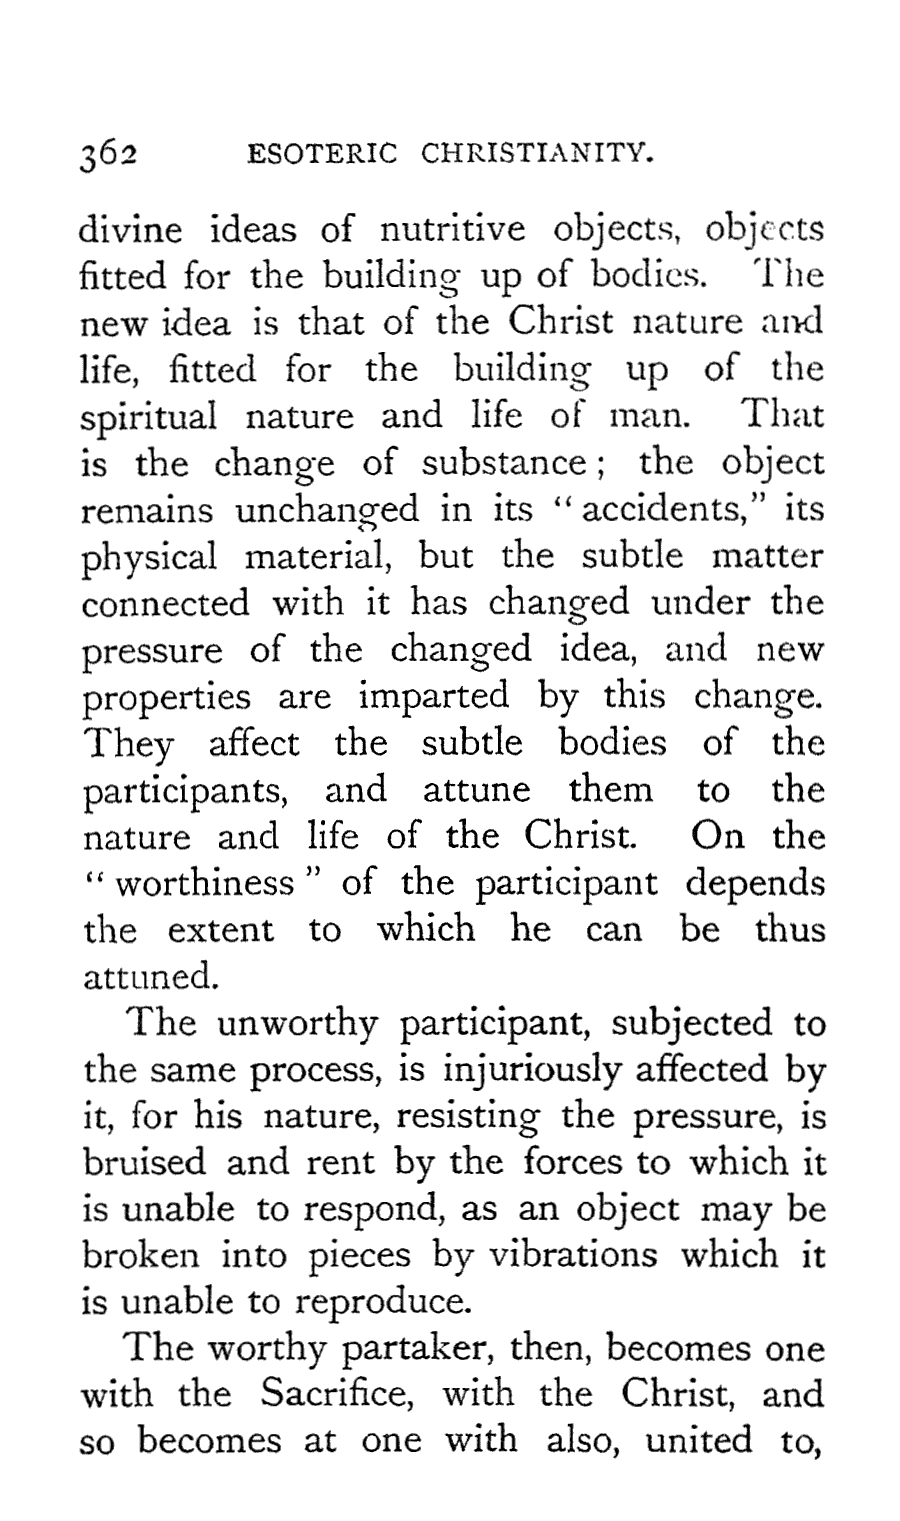 362 ESOTERIC CHRISTIANITY.
divine ideas of nutritive objects, objects
fitted for the building up of bodies. The
new idea is that of the Christ nature and
life, fitted for the building up of the
spiritual nature and life of man. That
is the change of substance; the object
remains unchanged in its “accidents,” its
physical material, but the subtle matter
connected with it has changed under the
pressure of the changed idea, and new
properties are imparted by this change.
They affect the subtle bodies of the
participants, and attune them to the
nature and life of the Christ. On the
“worthiness” of the participant depends
the extent to which he can be thus
attuned.
The unworthy participant, subjected to
the same process, is injuriously affected by
it, for his nature, resisting the pressure, is
bruised and rent by the forces to which it
is unable to respond, as an object may be
broken into pieces by vibrations which it
is unable to reproduce.
The worthy partaker, then, becomes one
with the Sacrifice, with the Christ, and
so becomes at one with also, united to,